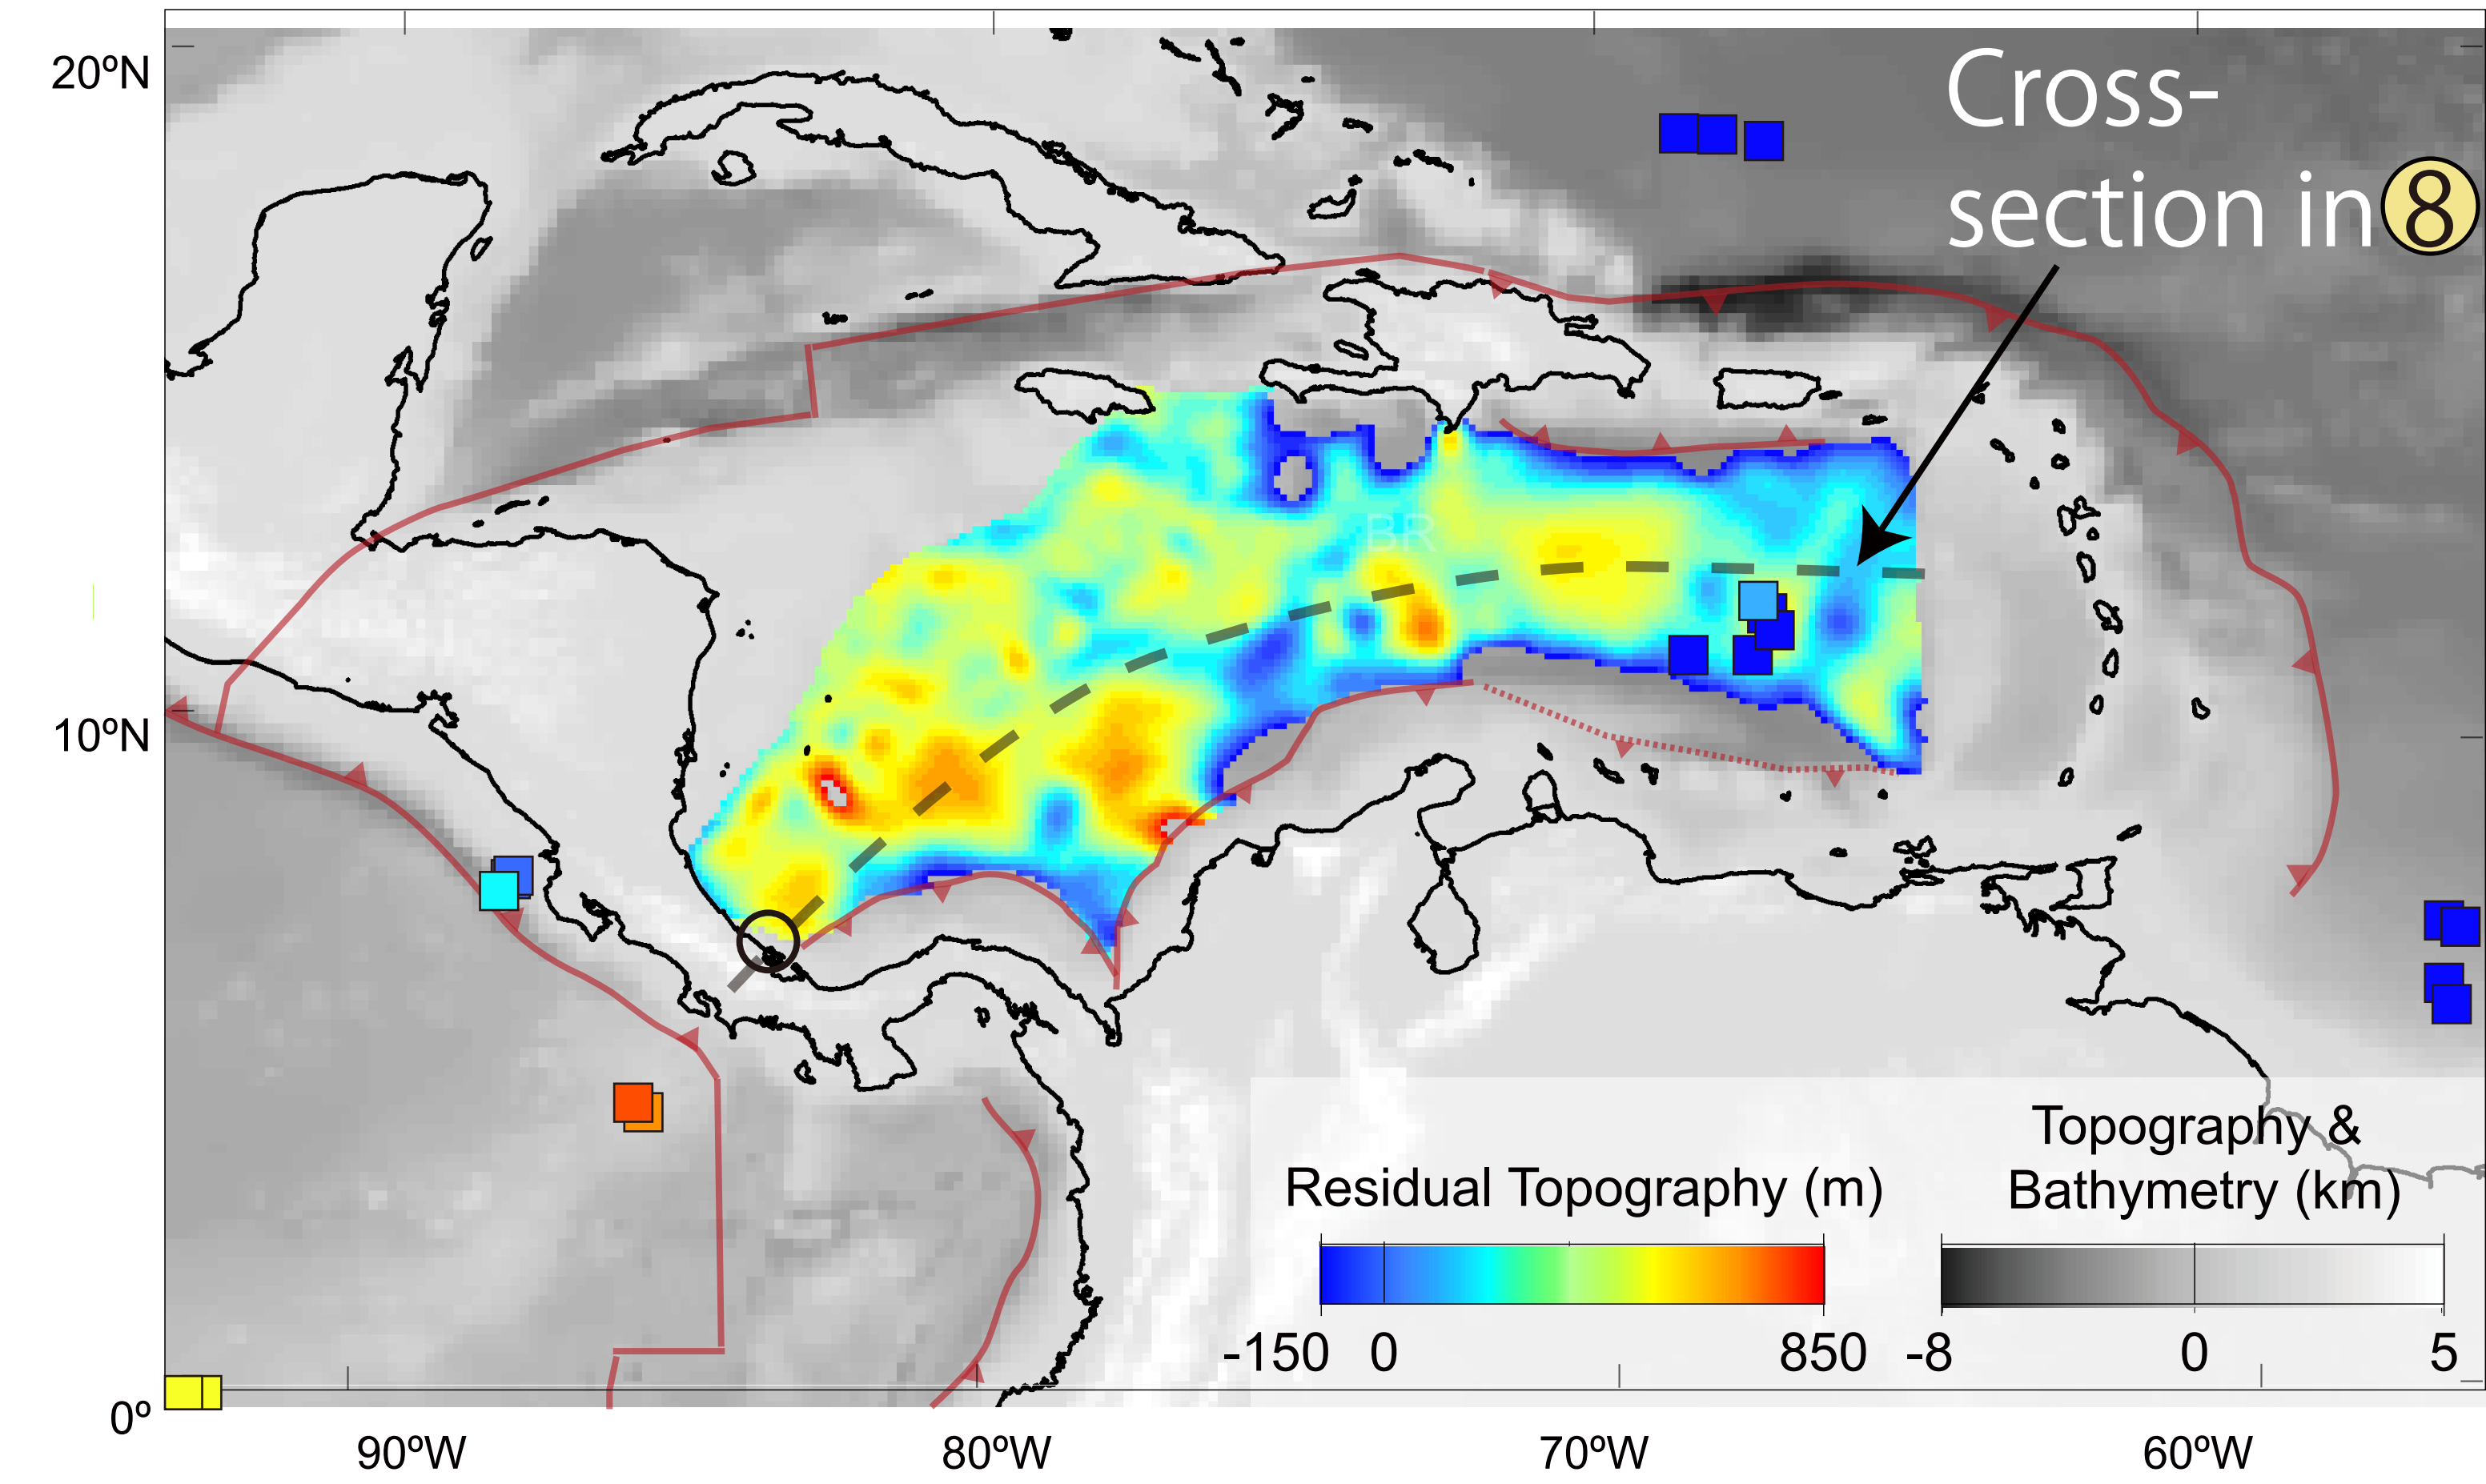 20ºN
Cross-
section in 8
BR
10ºN
Topography &
Residual Topography (m)
Bathymetry (km)
-150 0 850 -8 0 5
0º
90ºW 80ºW 70ºW 60ºW